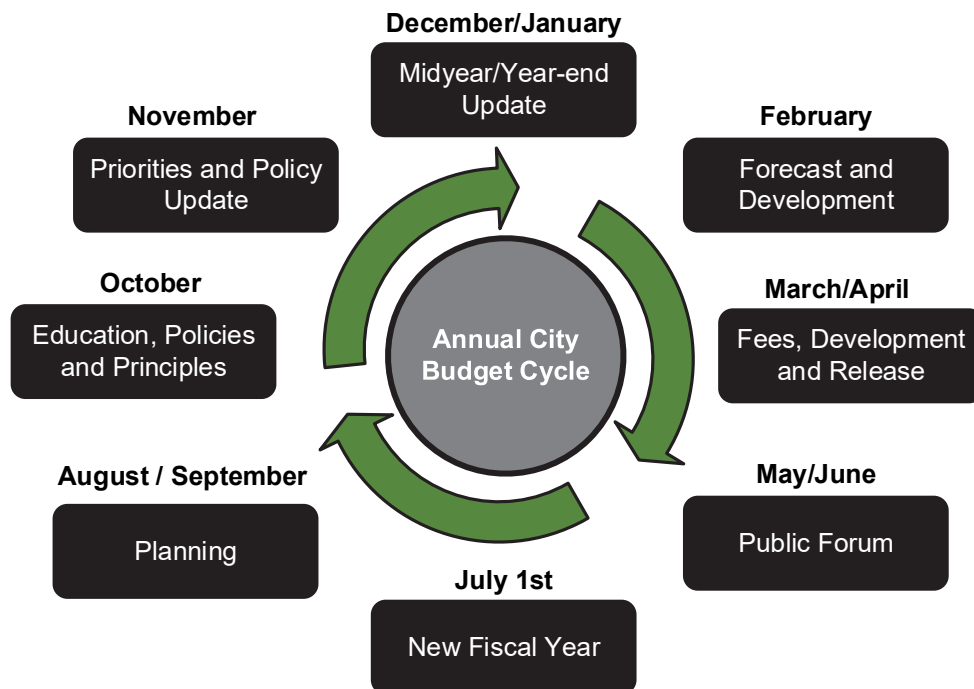 December/January
Midyear/Year-end
Update
February
Forecast and
Development
March/April
Fees, Development
and Release
May/June
Public Forum
July 1st
New Fiscal Year
August / September
Planning
October
Education, Policies
and Principles
November
Priorities and Policy
Update
Annual City
Budget Cycle